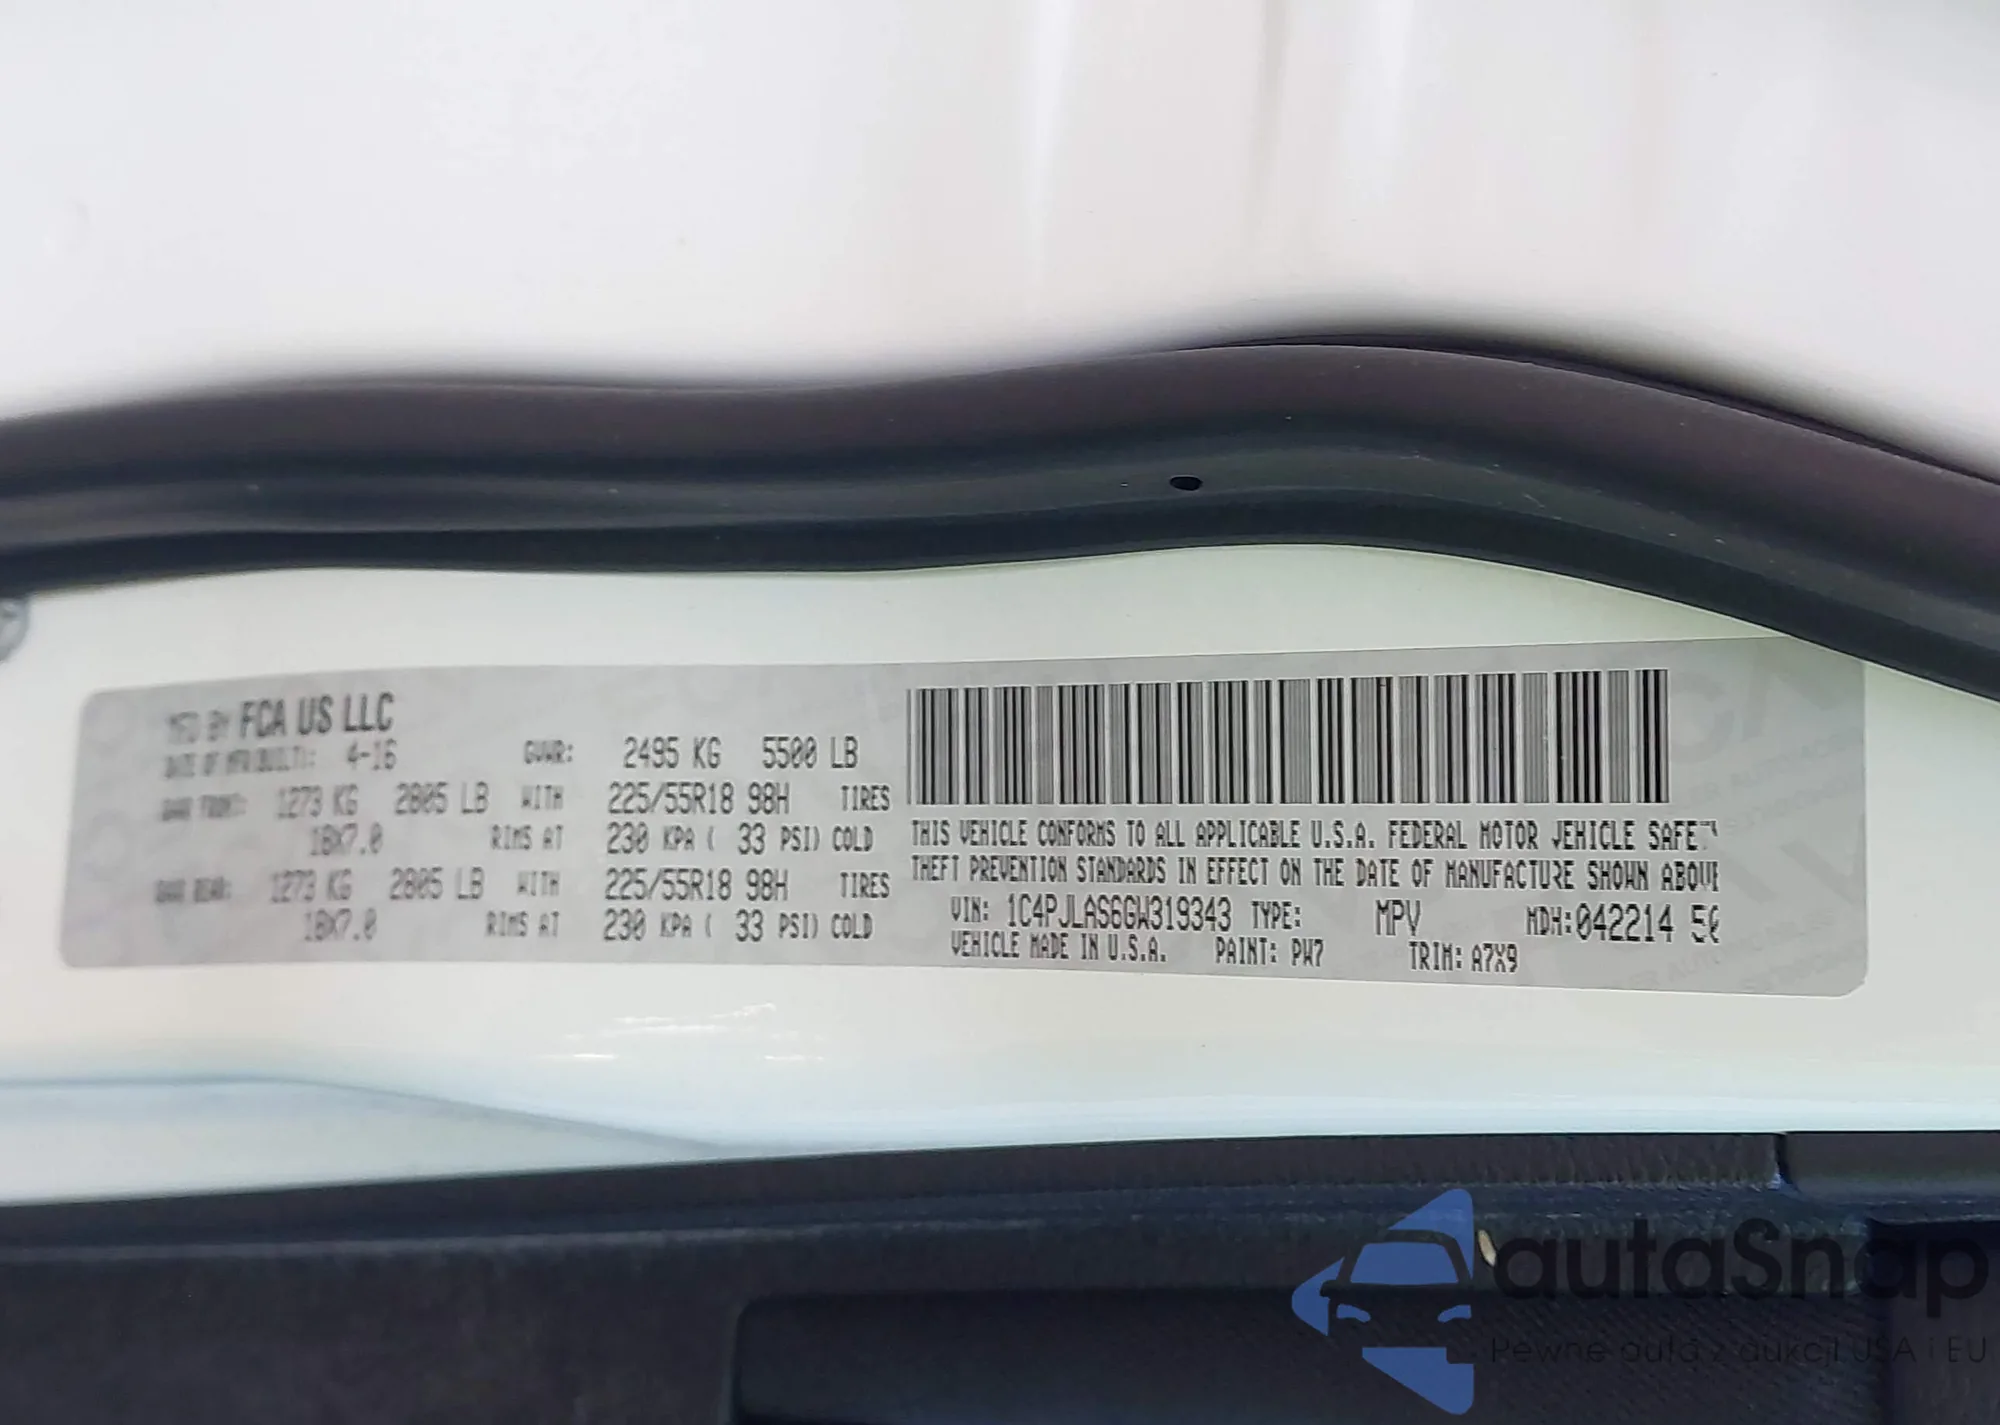 MFD BY FCA US LLC
DATE OF MFR(BUILT): 4-16 GVWR: 2495 KG 5500 LB
GAWR FRONT: 1273 KG 2805 LB WITH 225/55R18 98H TIRES
18X7.0 RIMS AT 230 KPA ( 33 PSI) COLD
GAWR REAR: 1273 KG 2805 LB WITH 225/55R18 98H TIRES
18X7.0 RIMS AT 230 KPA ( 33 PSI) COLD
THIS VEHICLE CONFORMS TO ALL APPLICABLE U.S.A. FEDERAL MOTOR VEHICLE SAFETY
THEFT PREVENTION STANDARDS IN EFFECT ON THE DATE OF MANUFACTURE SHOWN ABOVE
VIN: 1C4PJLAS6GW319343 TYPE: MPV MDH:042214
VEHICLE MADE IN U.S.A. PAINT: PW7 TRIM: A7X9
autaSnap
Pewne auta z aukcji USA i EU